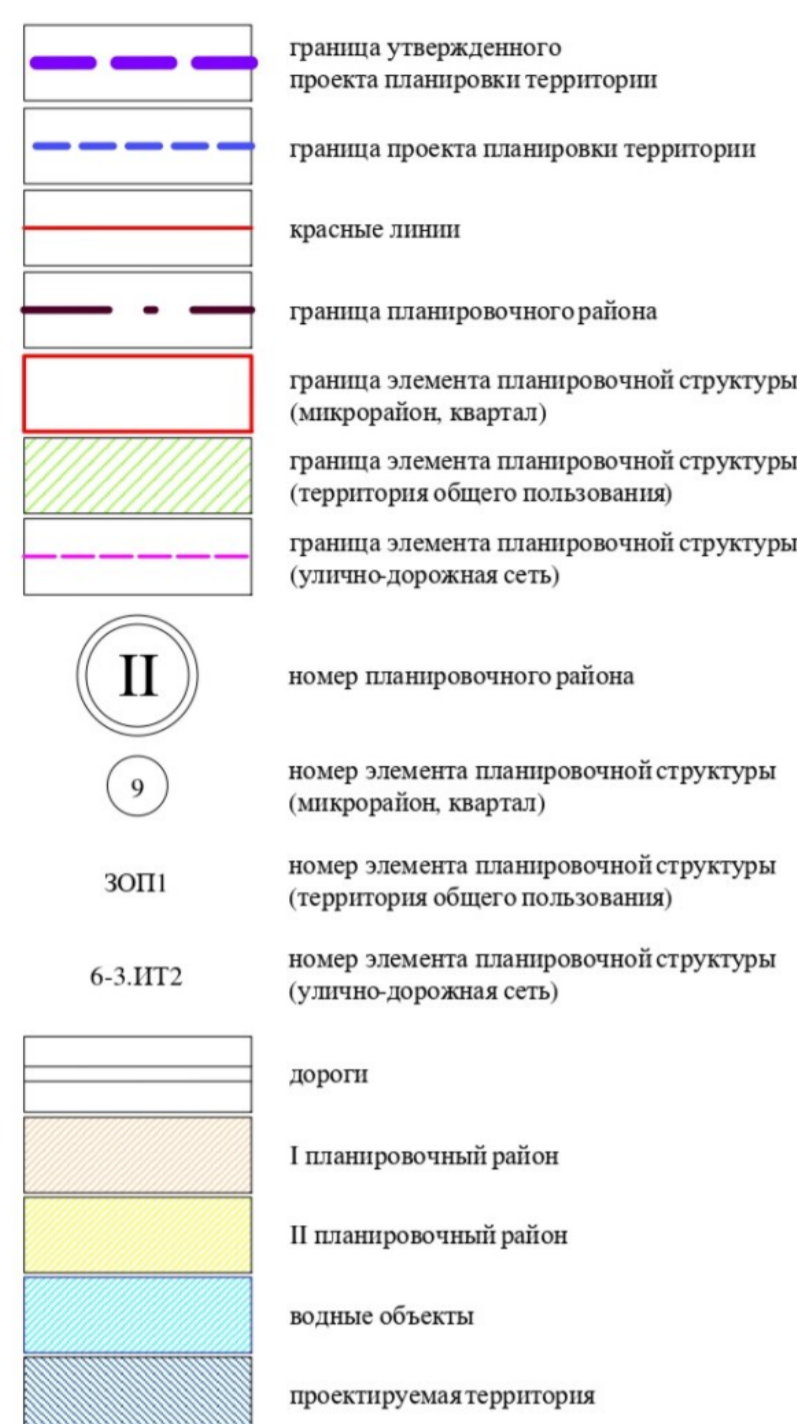 граница утвержденного
проекта планировки территории
граница проекта планировки территории
красные линии
граница планировочного района
граница элемента планировочной структуры
(микрорайон, квартал)
граница элемента планировочной структуры
(территория общего пользования)
граница элемента планировочной структуры
(улично-дорожная сеть)
II
номер планировочного района
9
номер элемента планировочной структуры
(микрорайон, квартал)
ЗОП1
номер элемента планировочной структуры
(территория общего пользования)
6-3.ИТ2
номер элемента планировочной структуры
(улично-дорожная сеть)
дороги
I планировочный район
II планировочный район
водные объекты
проектируемая территория